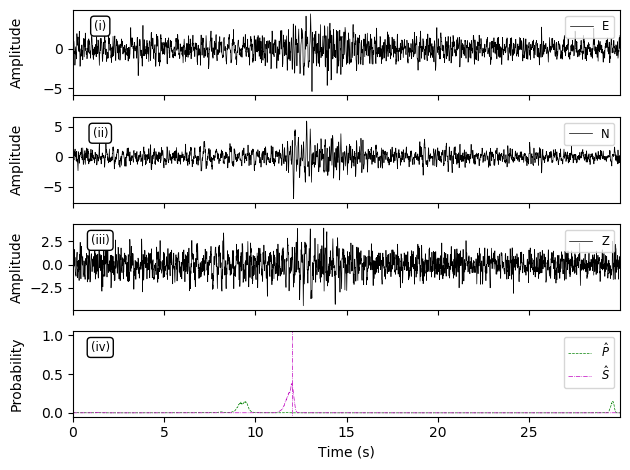 Amplitude
0
−5
(i)
E
Amplitude
5
0
−5
(ii)
N
Amplitude
2.5
0.0
−2.5
(iii)
Z
Probability
1.0
0.5
0.0
(iv)
P̂
Ŝ
0 5 10 15 20 25
Time (s)